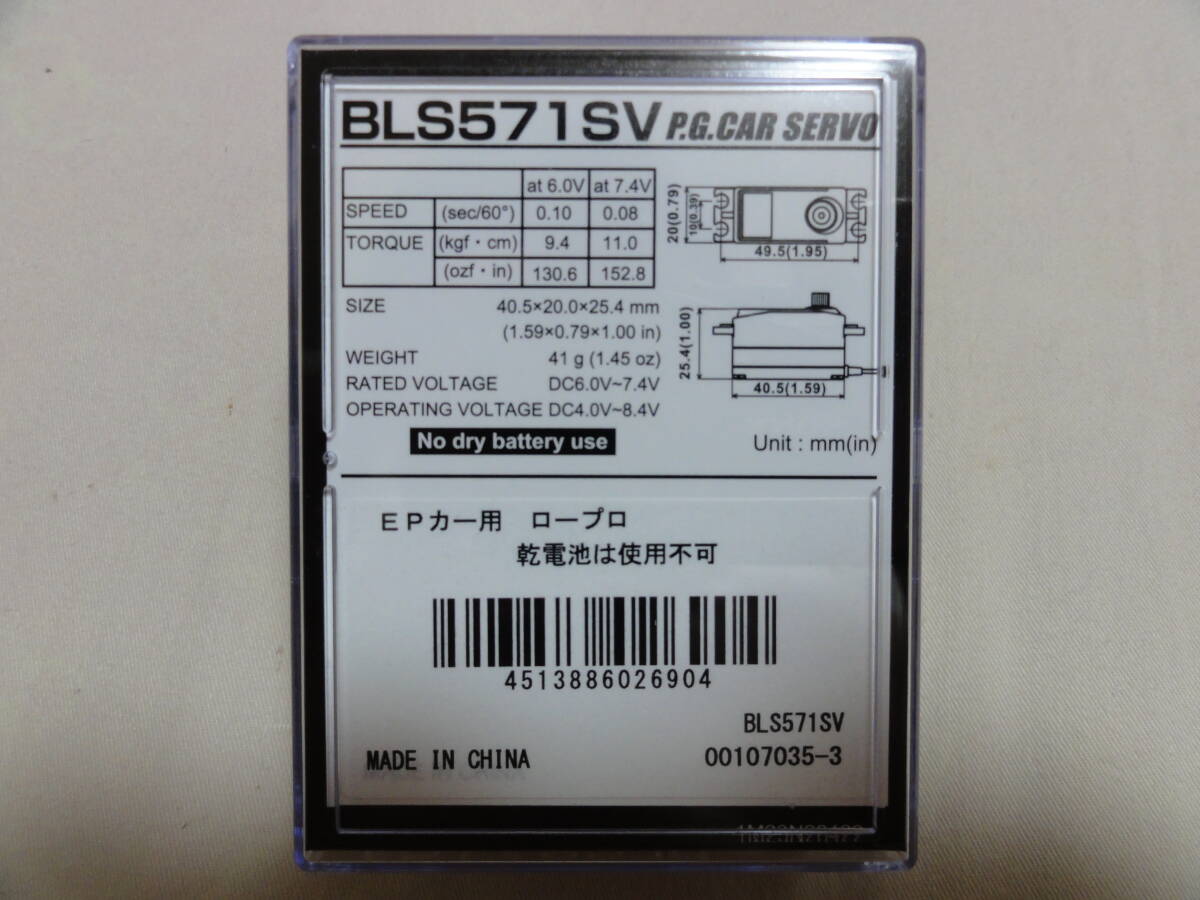 BLS571SV P.G.CAR SERVO
at 6.0V at 7.4V
SPEED (sec/60°) 0.10 0.08
TORQUE (kgf・cm) 9.4 11.0
(ozf・in) 130.6 152.8
20(0.79)
10(0.39)
49.5(1.95)
SIZE 40.5×20.0×25.4 mm
(1.59×0.79×1.00 in)
WEIGHT 41 g (1.45 oz)
RATED VOLTAGE DC6.0V~7.4V
OPERATING VOLTAGE DC4.0V~8.4V
25.4(1.00)
40.5(1.59)
No dry battery use
Unit : mm(in)
EPカー用 ロープロ
乾電池は使用不可
4513886026904
BLS571SV
MADE IN CHINA 00107035-3